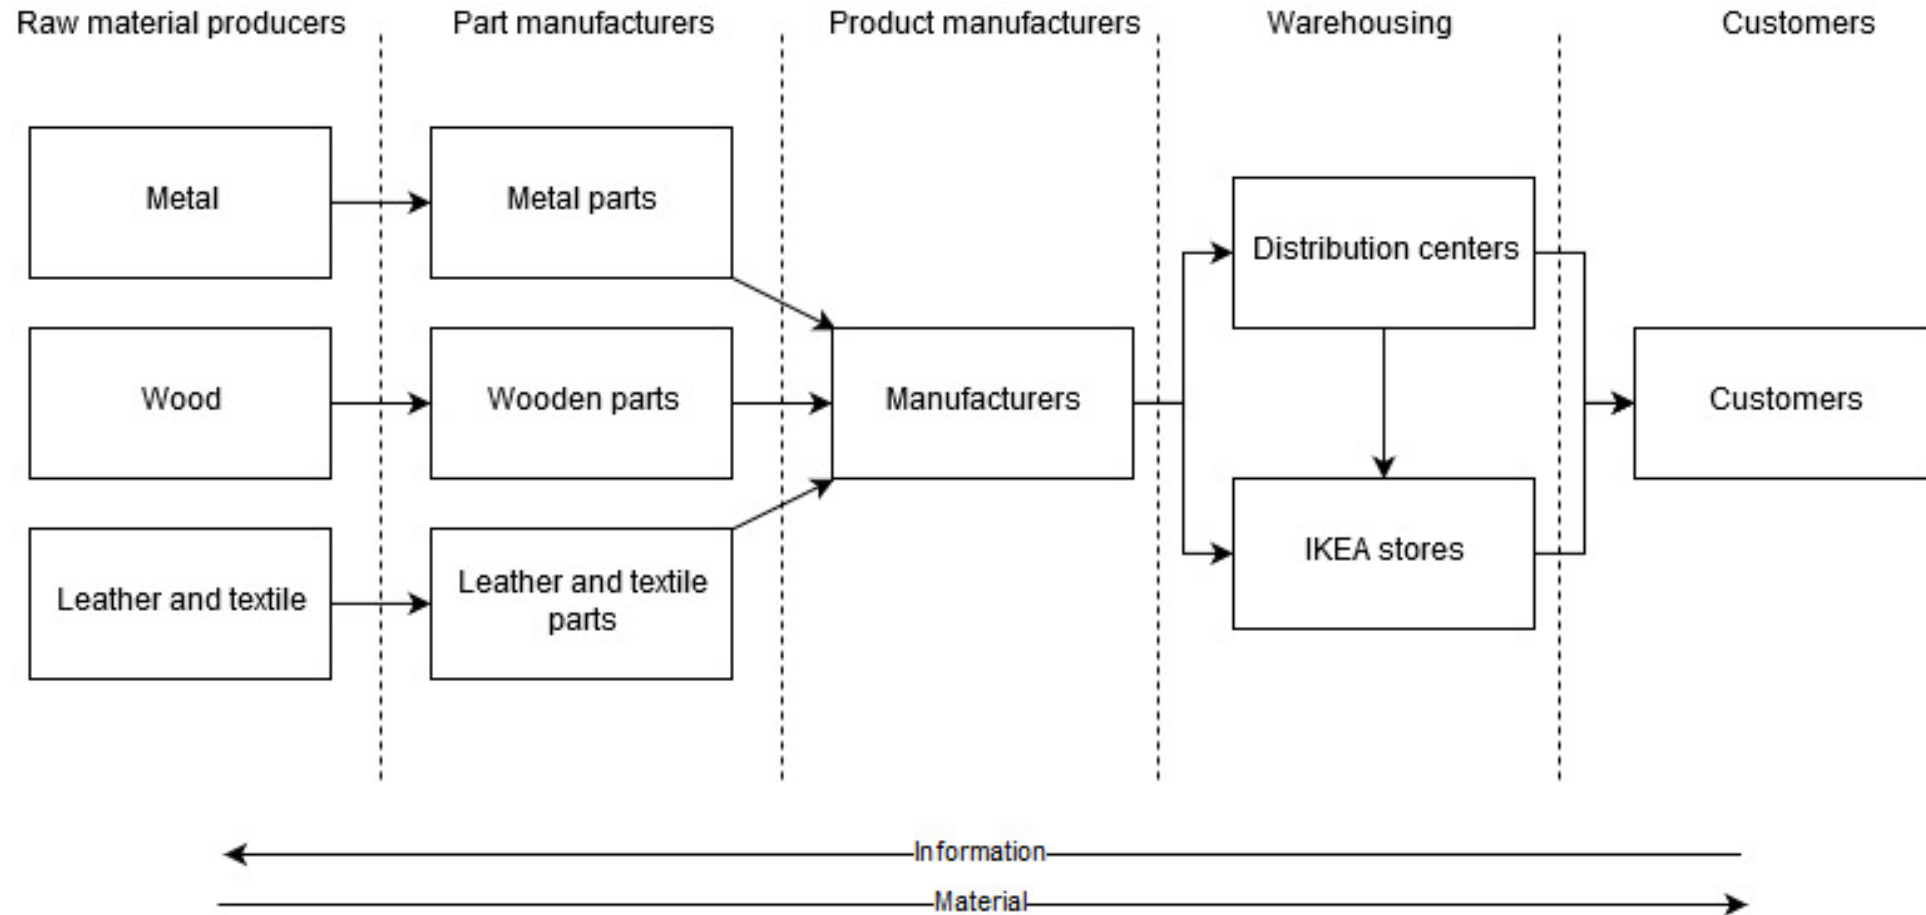 Raw material producers
Part manufacturers
Product manufacturers
Warehousing
Customers
Metal
Metal parts
Distribution centers
Wood
Wooden parts
Manufacturers
Customers
Leather and textile
Leather and textile
parts
IKEA stores
Information
Material